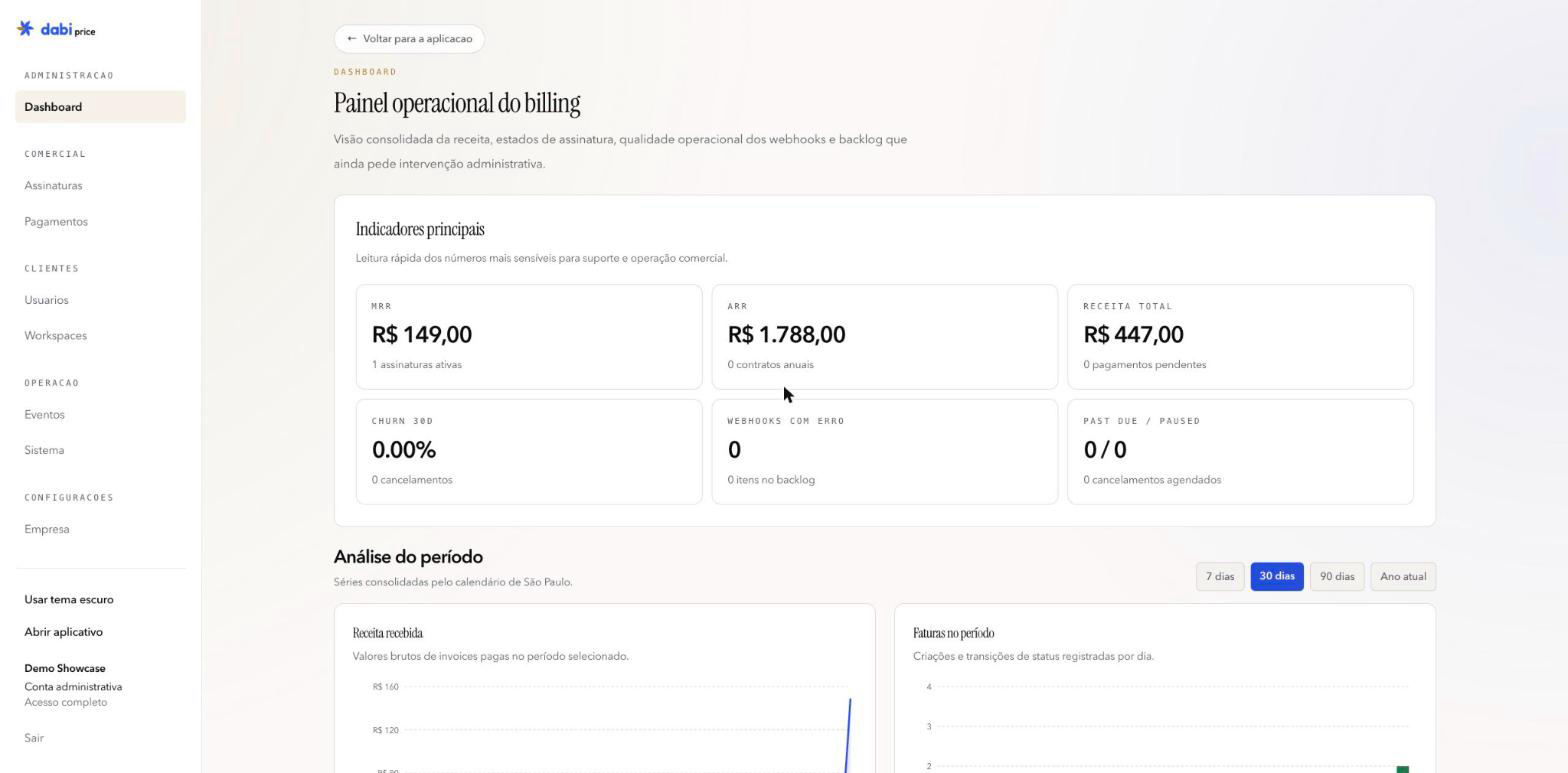 dabi price
ADMINISTRACAO
Dashboard
COMERCIAL
Assinaturas
Pagamentos
CLIENTES
Usuarios
Workspaces
OPERACAO
Eventos
Sistema
CONFIGURACOES
Empresa
Usar tema escuro
Abrir aplicativo
Demo Showcase
Conta administrativa
Acesso completo
Sair
← Voltar para a aplicacao
DASHBOARD
Painel operacional do billing
Visão consolidada da receita, estados de assinatura, qualidade operacional dos webhooks e backlog que
ainda pede intervenção administrativa.
Indicadores principais
Leitura rápida dos números mais sensíveis para suporte e operação comercial.
MRR
R$ 149,00
1 assinaturas ativas
ARR
R$ 1.788,00
0 contratos anuais
RECEITA TOTAL
R$ 447,00
0 pagamentos pendentes
CHURN 30D
0.00%
0 cancelamentos
WEBHOOKS COM ERRO
0
0 itens no backlog
PAST DUE / PAUSED
0 / 0
0 cancelamentos agendados
Análise do período
Séries consolidadas pelo calendário de São Paulo.
7 dias
30 dias
90 dias
Ano atual
Receita recebida
Valores brutos de invoices pagas no período selecionado.
R$ 160
R$ 120
R$ 80
Faturas no período
Criações e transições de status registradas por dia.
4
3
2